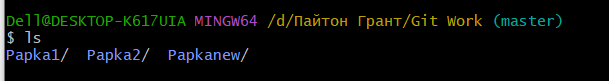 Dell@DESKTOP-K617UIA MINGW64 /d/Пайтон Грант/Git Work (master)
$ ls
Papka1/  Papka2/  Papkanew/